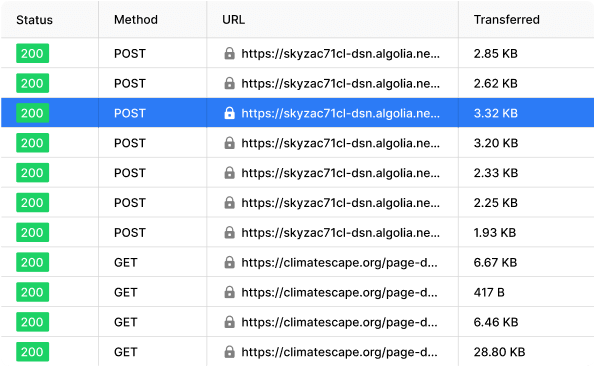 Status Method URL Transferred
200 POST https://skyzac71cl-dsn.algolia.ne... 2.85 KB
200 POST https://skyzac71cl-dsn.algolia.ne... 2.62 KB
200 POST https://skyzac71cl-dsn.algolia.ne... 3.32 KB
200 POST https://skyzac71cl-dsn.algolia.ne... 3.20 KB
200 POST https://skyzac71cl-dsn.algolia.ne... 2.33 KB
200 POST https://skyzac71cl-dsn.algolia.ne... 2.25 KB
200 POST https://skyzac71cl-dsn.algolia.ne... 1.93 KB
200 GET https://climatescape.org/page-d... 6.67 KB
200 GET https://climatescape.org/page-d... 417 B
200 GET https://climatescape.org/page-d... 6.46 KB
200 GET https://climatescape.org/page-d... 28.80 KB